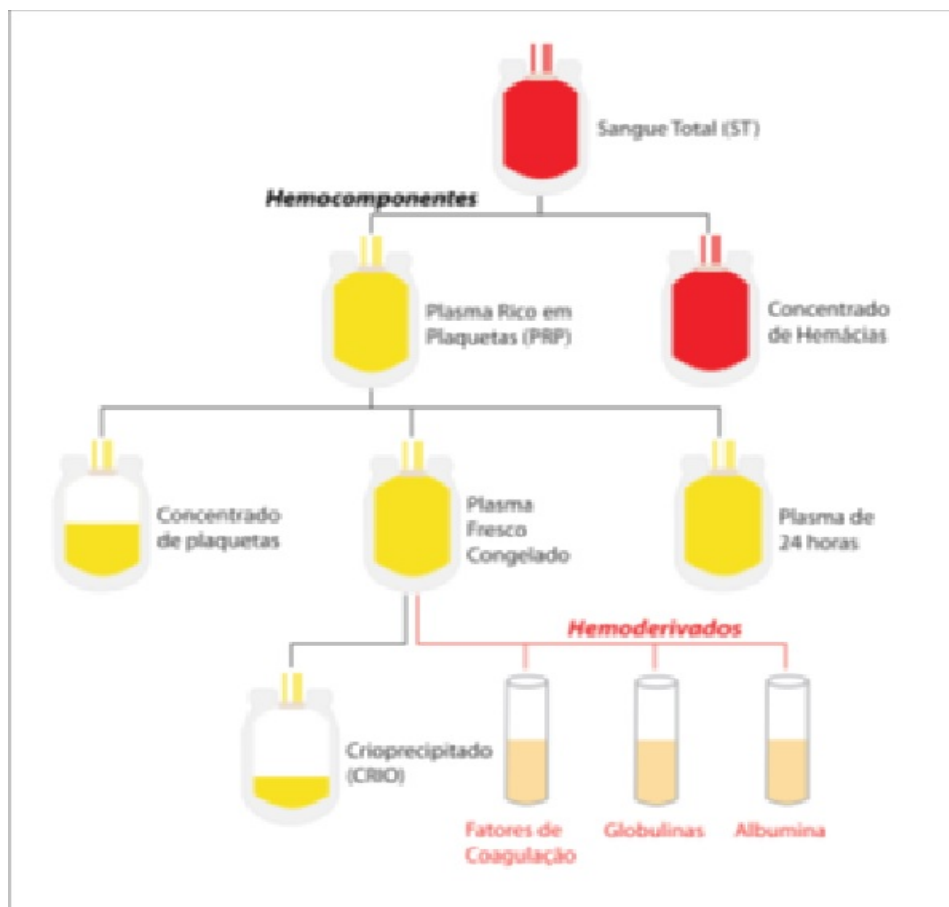 Sangue Total (ST)
Hemocomponentes
Plasma Rico em
Plaquetas (PRP)
Concentrado
de Hemácias
Concentrado
de plaquetas
Plasma
Fresco
Congelado
Plasma de
24 horas
Hemoderivados
Crioprecipitado
(CRIO)
Fatores de
Coagulação
Globulinas
Albumina